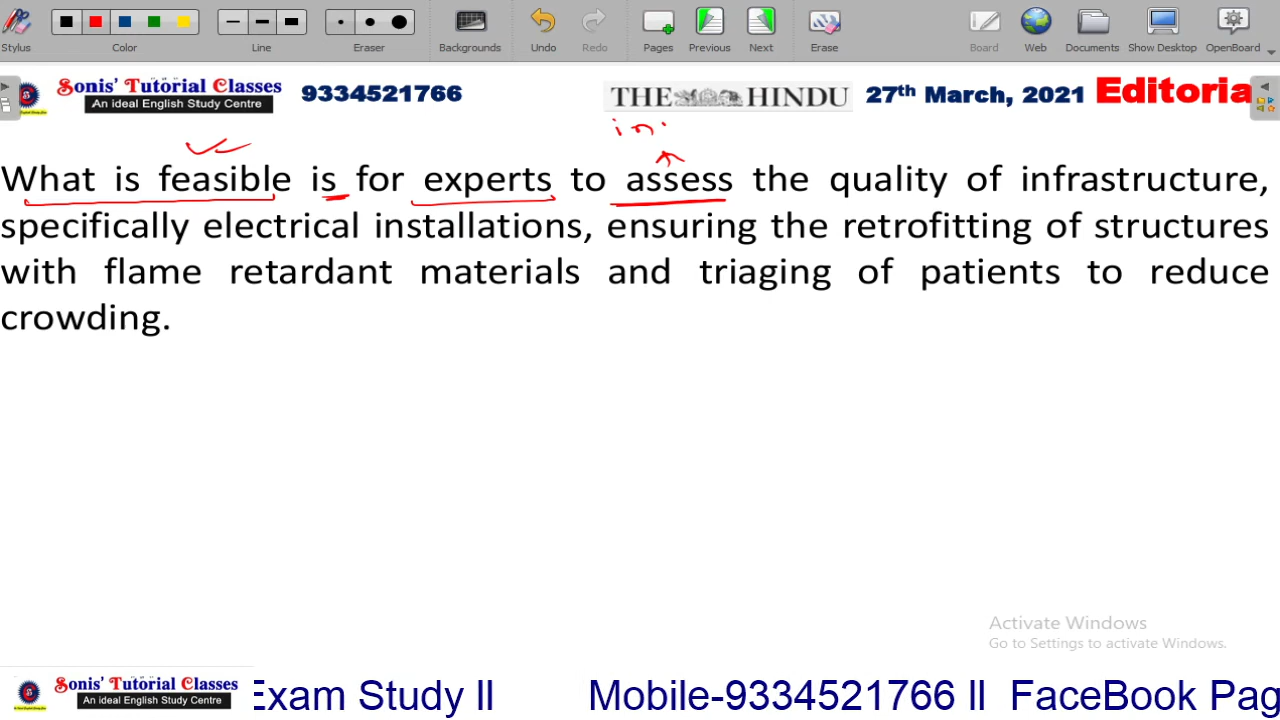 Stylus Color Line Eraser Backgrounds Undo Redo Pages Previous Next Erase Board Web Documents Show Desktop OpenBoard
Sonis' Tutorial Classes
An ideal English Study Centre
9334521766
THE HINDU
27th March, 2021
Editoria
in.
What is feasible is for experts to assess the quality of infrastructure,
specifically electrical installations, ensuring the retrofitting of structures
with flame retardant materials and triaging of patients to reduce
crowding.
Activate Windows
Go to Settings to activate Windows.
Sonis' Tutorial Classes
An ideal English Study Centre
Exam Study ll Mobile-9334521766 ll FaceBook Pag